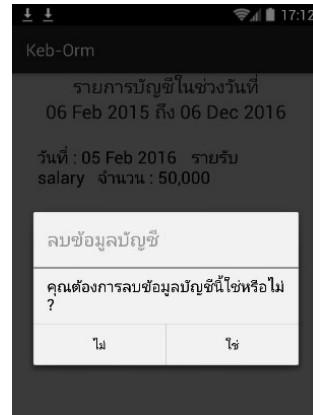 17:12
Keb-Orm
รายการบัญชีในช่วงวันที่
06 Feb 2015 ถึง 06 Dec 2016
วันที่ : 05 Feb 2016 รายรับ
salary จำนวน : 50,000
ลบข้อมูลบัญชี
คุณต้องการลบข้อมูลบัญชีนี้ใช่หรือไม่
?
ไม่ ใช่